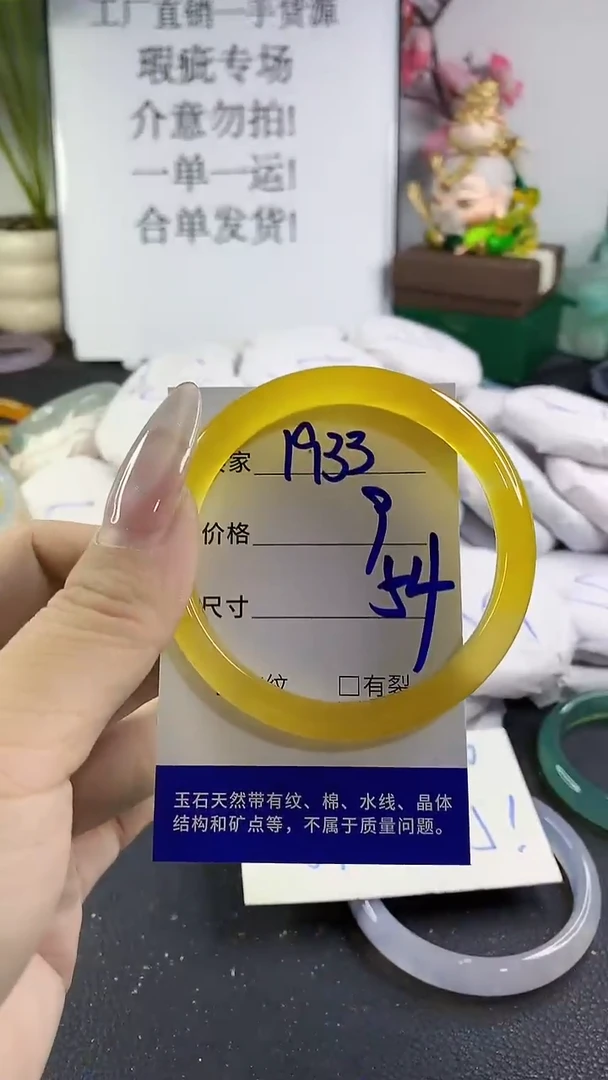 工厂直销一手货源
瑕疵专场
介意勿拍!
一单一运!
合单发货!
家 1933
价格 9
尺寸 54
纹 □有裂
玉石天然带有纹、棉、水线、晶体
结构和矿点等，不属于质量问题。